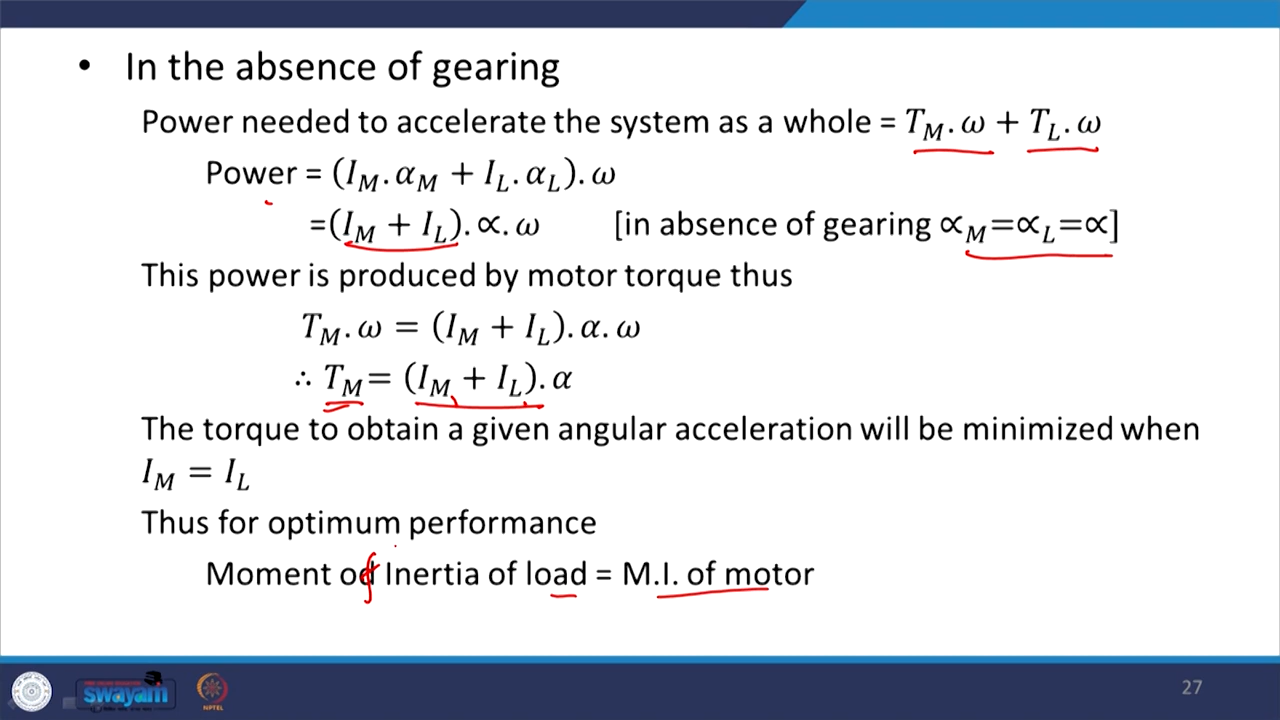 • In the absence of gearing
Power needed to accelerate the system as a whole = T_M. ω + T_L. ω
Power = (I_M. α_M + I_L. α_L). ω
=(I_M + I_L). ∝. ω [in absence of gearing ∝_M=∝_L=∝]
This power is produced by motor torque thus
T_M. ω = (I_M + I_L). α. ω
∴ T_M= (I_M + I_L). α
The torque to obtain a given angular acceleration will be minimized when
I_M = I_L
Thus for optimum performance
Moment of Inertia of load = M.I. of motor
swayam
NPTEL
27